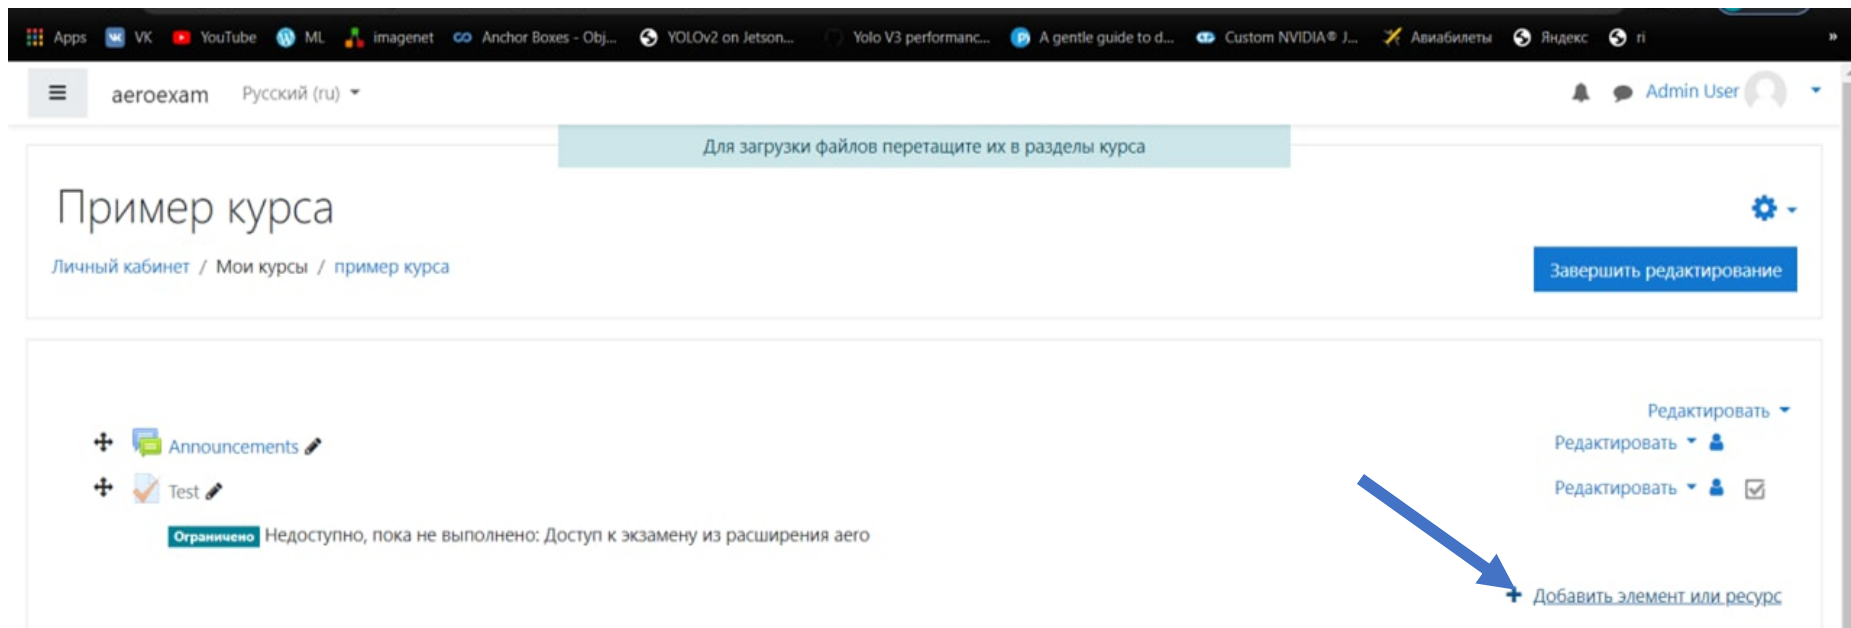 Apps VK YouTube ML imagenet Anchor Boxes - Obj... YOLOv2 on Jetson... Yolo V3 performanc... A gentle guide to d... Custom NVIDIA® J... Авиабилеты Яндекс ri »
aeroexam Русский (ru) Admin User
Для загрузки файлов перетащите их в разделы курса
Пример курса
Личный кабинет / Мои курсы / пример курса
Завершить редактирование
Редактировать
Announcements Редактировать
Test Редактировать
Ограничено Недоступно, пока не выполнено: Доступ к экзамену из расширения aero
+ Добавить элемент или ресурс